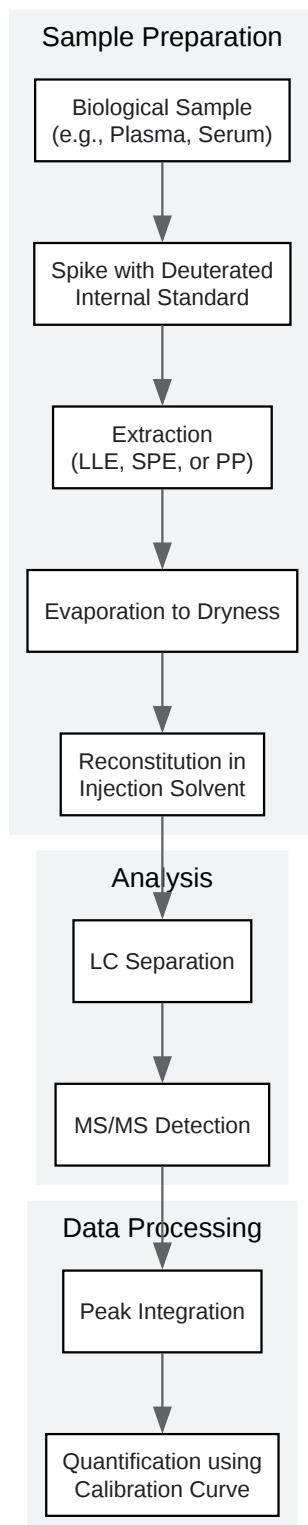 Sample Preparation
Biological Sample
(e.g., Plasma, Serum)
Spike with Deuterated
Internal Standard
Extraction
(LLE, SPE, or PP)
Evaporation to Dryness
Reconstitution in
Injection Solvent
Analysis
LC Separation
MS/MS Detection
Data Processing
Peak Integration
Quantification using
Calibration Curve